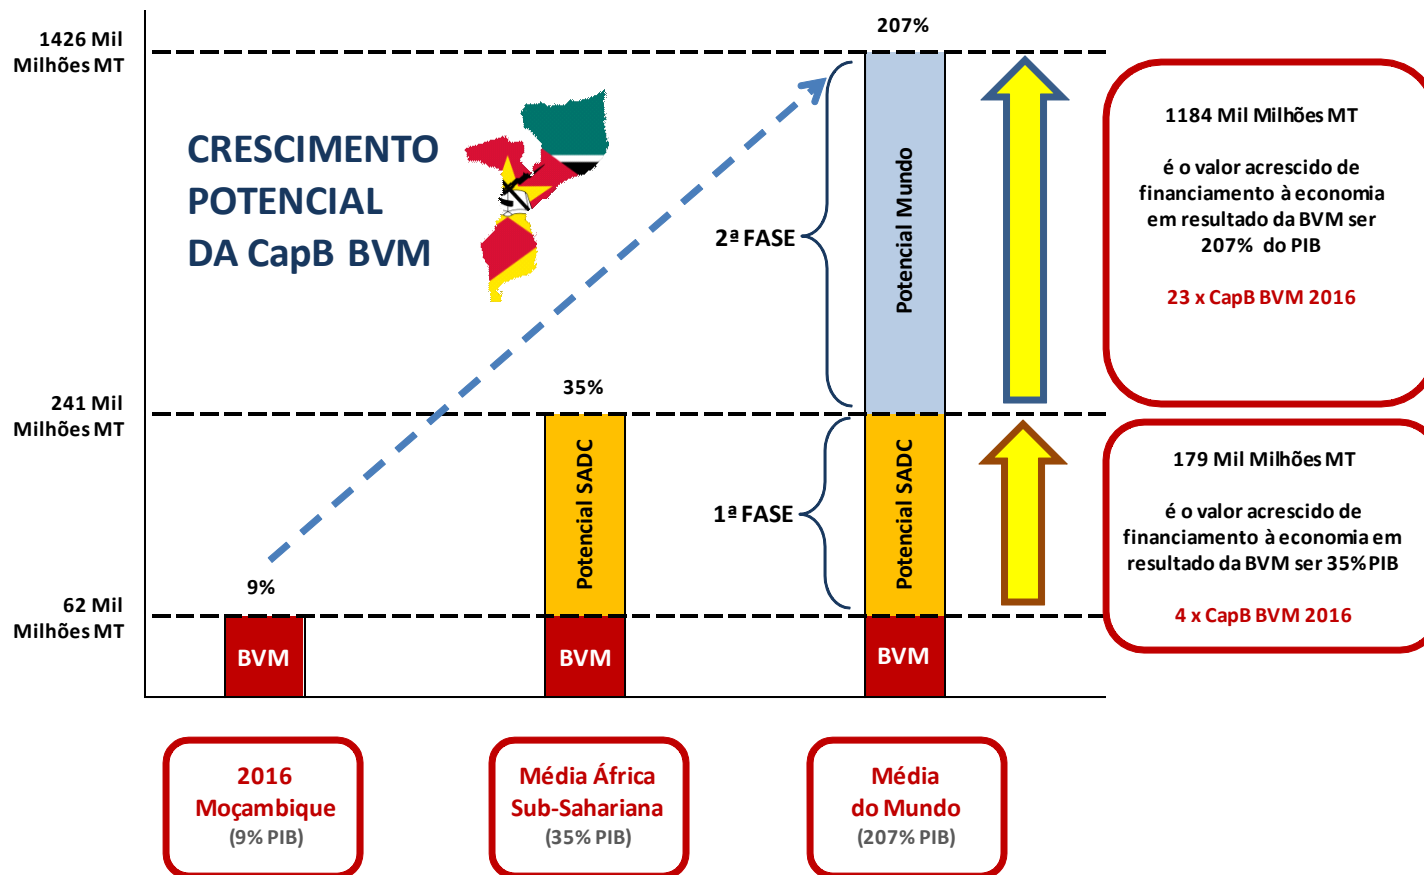 207%
1426 Mil
Milhões MT
CRESCIMENTO
POTENCIAL
DA CapB BVM
2ª FASE
Potencial Mundo
1184 Mil Milhões MT
é o valor acrescido de
financiamento à economia
em resultado da BVM ser
207% do PIB
23 x CapB BVM 2016
35%
241 Mil
Milhões MT
Potencial SADC
1ª FASE
Potencial SADC
179 Mil Milhões MT
é o valor acrescido de
financiamento à economia em
resultado da BVM ser 35% PIB
4 x CapB BVM 2016
9%
62 Mil
Milhões MT
BVM
BVM
BVM
2016
Moçambique
(9% PIB)
Média África
Sub-Sahariana
(35% PIB)
Média
do Mundo
(207% PIB)